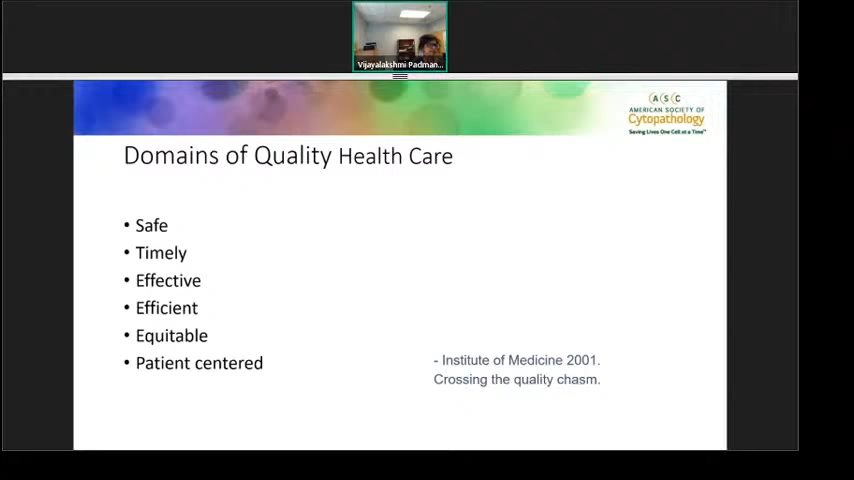 Vijayalakshmi Padman...
A S C
AMERICAN SOCIETY OF
Cytopathology
Saving Lives One Cell at a Time™
Domains of Quality Health Care
• Safe
• Timely
• Effective
• Efficient
• Equitable
• Patient centered
- Institute of Medicine 2001.
Crossing the quality chasm.